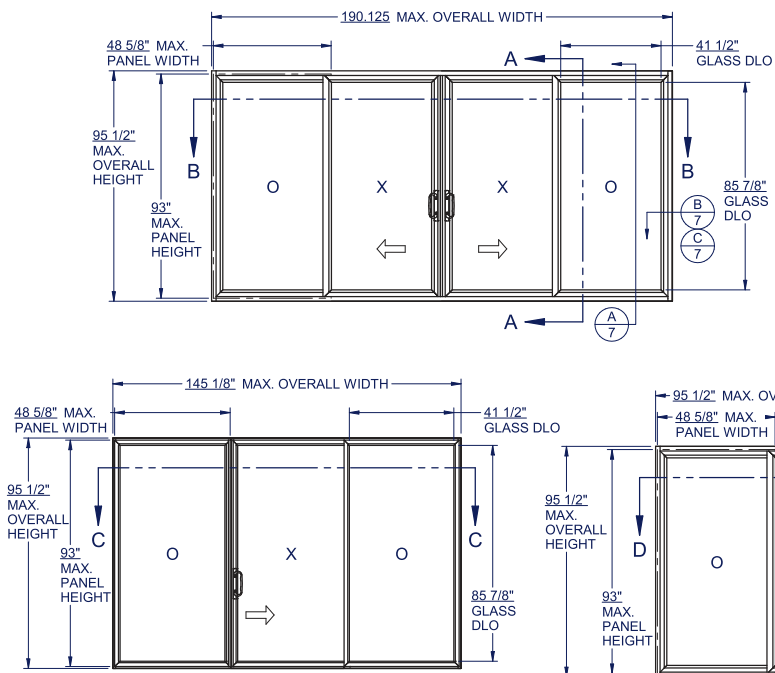 190.125 MAX. OVERALL WIDTH
48 5/8" MAX.
PANEL WIDTH
A
41 1/2"
GLASS DLO
95 1/2"
MAX.
OVERALL
HEIGHT
B
93"
MAX.
PANEL
HEIGHT
O
X
X
O
B
85 7/8"
GLASS
DLO
B
7
C
7
A
A
7
145 1/8" MAX. OVERALL WIDTH
48 5/8" MAX.
PANEL WIDTH
41 1/2"
GLASS DLO
95 1/2"
MAX.
OVERALL
HEIGHT
C
93"
MAX.
PANEL
HEIGHT
O
X
O
C
85 7/8"
GLASS
DLO
95 1/2" MAX. OV
48 5/8" MAX.
PANEL WIDTH
95 1/2"
MAX.
OVERALL
HEIGHT
D
93"
MAX.
PANEL
HEIGHT
O